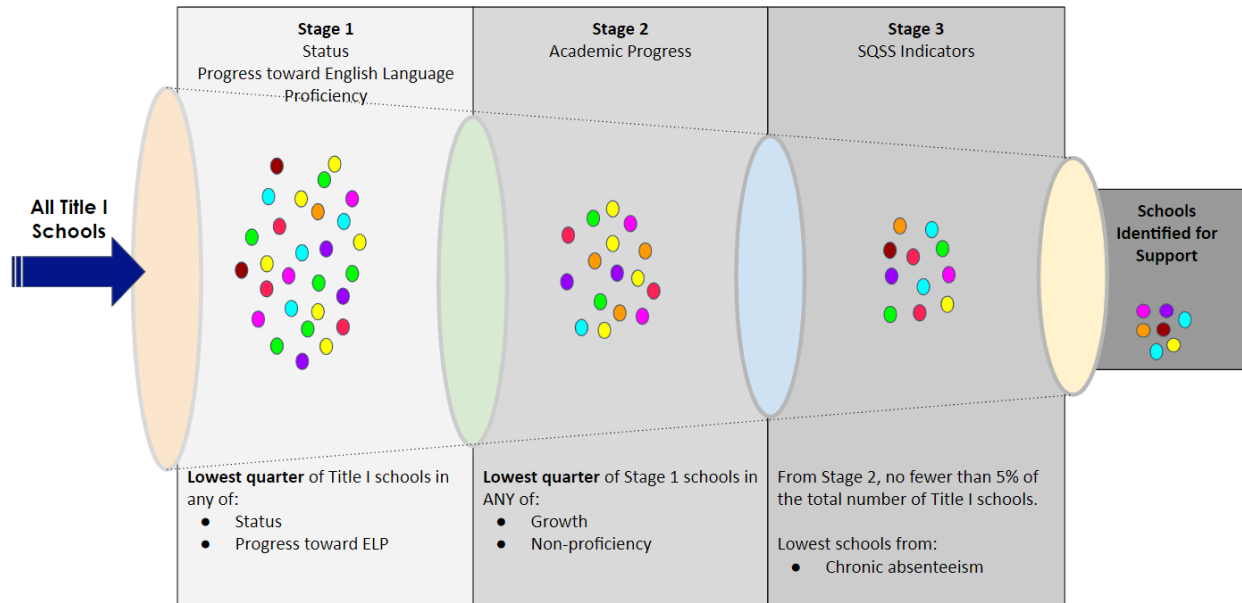 Stage 1
Status
Progress toward English Language
Proficiency
Stage 2
Academic Progress
Stage 3
SQSS Indicators
All Title I
Schools
Schools
Identified for
Support
Lowest quarter of Title I schools in
any of:
● Status
● Progress toward ELP
Lowest quarter of Stage 1 schools in
ANY of:
● Growth
● Non-proficiency
From Stage 2, no fewer than 5% of
the total number of Title I schools.
Lowest schools from:
● Chronic absenteeism